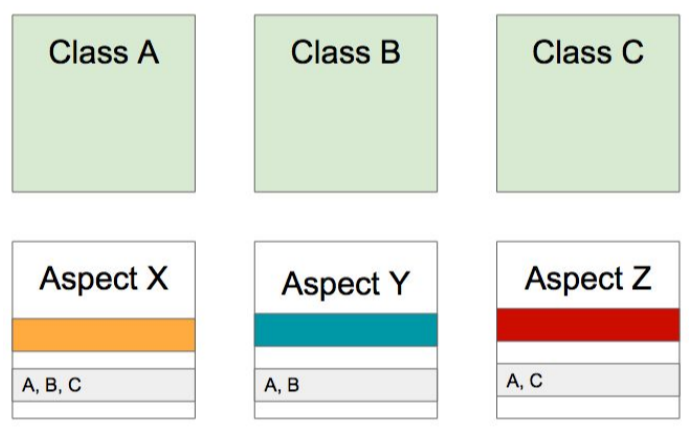 Class A
Class B
Class C
Aspect X
Aspect Y
Aspect Z
A, B, C
A, B
A, C